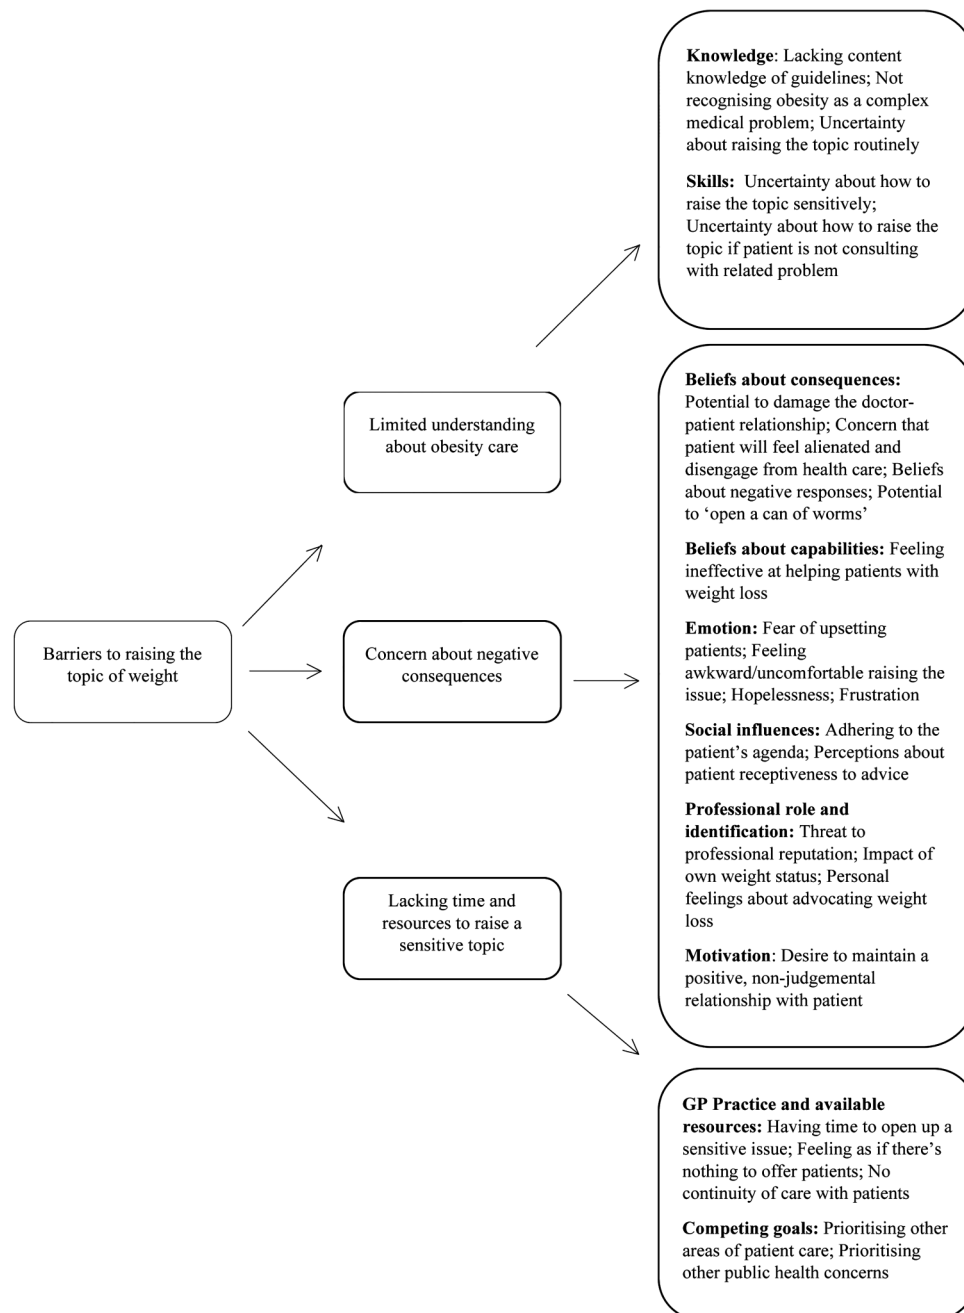 Knowledge: Lacking content
knowledge of guidelines; Not
recognising obesity as a complex
medical problem; Uncertainty
about raising the topic routinely
Skills: Uncertainty about how to
raise the topic sensitively;
Uncertainty about how to raise the
topic if patient is not consulting
with related problem
Limited understanding
about obesity care
Beliefs about consequences:
Potential to damage the doctor-
patient relationship; Concern that
patient will feel alienated and
disengage from health care; Beliefs
about negative responses; Potential
to ‘open a can of worms’
Beliefs about capabilities: Feeling
ineffective at helping patients with
weight loss
Barriers to raising the
topic of weight
Concern about negative
consequences
Emotion: Fear of upsetting
patients; Feeling
awkward/uncomfortable raising the
issue; Hopelessness; Frustration
Social influences: Adhering to the
patient’s agenda; Perceptions about
patient receptiveness to advice
Professional role and
identification: Threat to
professional reputation; Impact of
own weight status; Personal
feelings about advocating weight
loss
Motivation: Desire to maintain a
positive, non-judgemental
relationship with patient
Lacking time and
resources to raise a
sensitive topic
GP Practice and available
resources: Having time to open up a
sensitive issue; Feeling as if there’s
nothing to offer patients; No
continuity of care with patients
Competing goals: Prioritising other
areas of patient care; Prioritising
other public health concerns